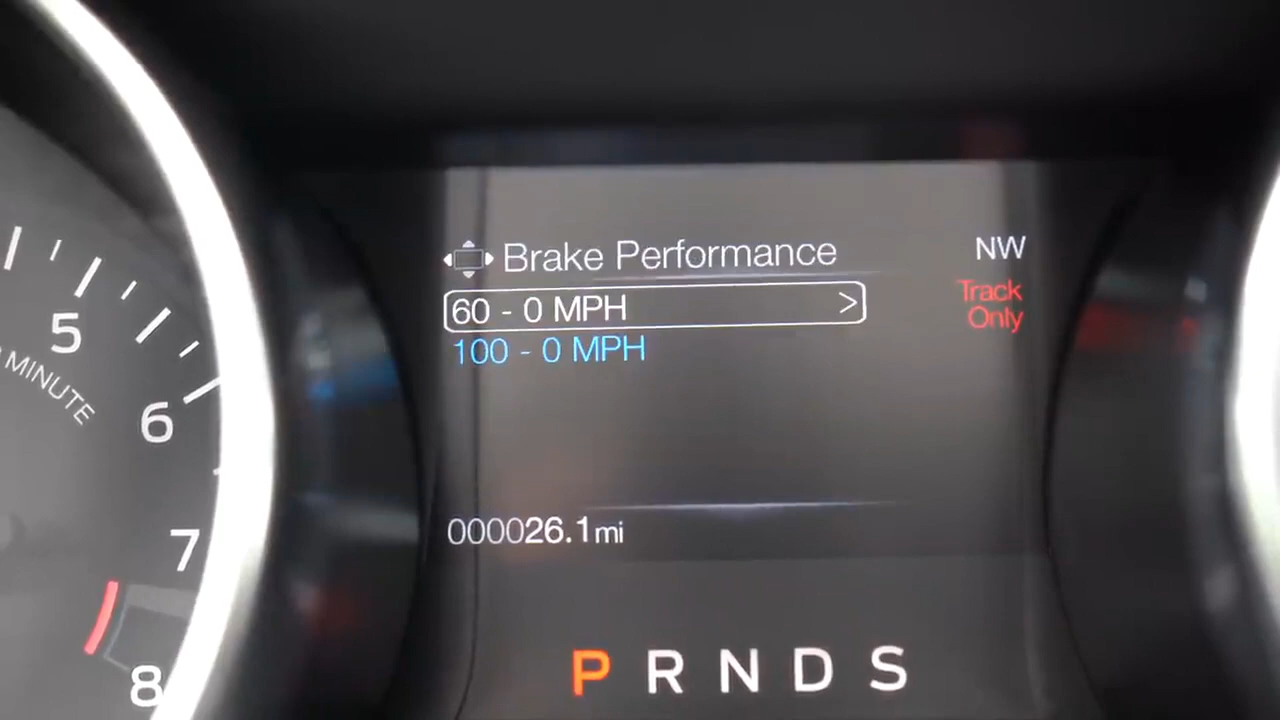 Brake Performance
NW
60 - 0 MPH >
Track
Only
100 - 0 MPH
5
MINUTE
6
000026.1mi
7
8
P R N D S